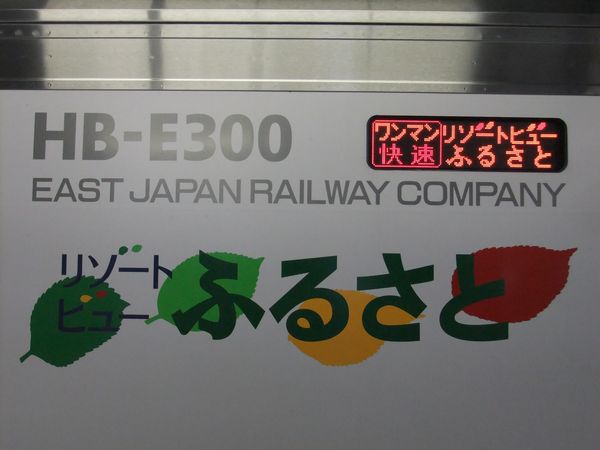 HB-E300
ワンマン リゾートビュー
快速 ふるさと
EAST JAPAN RAILWAY COMPANY
リゾート
ビュー
ふるさと